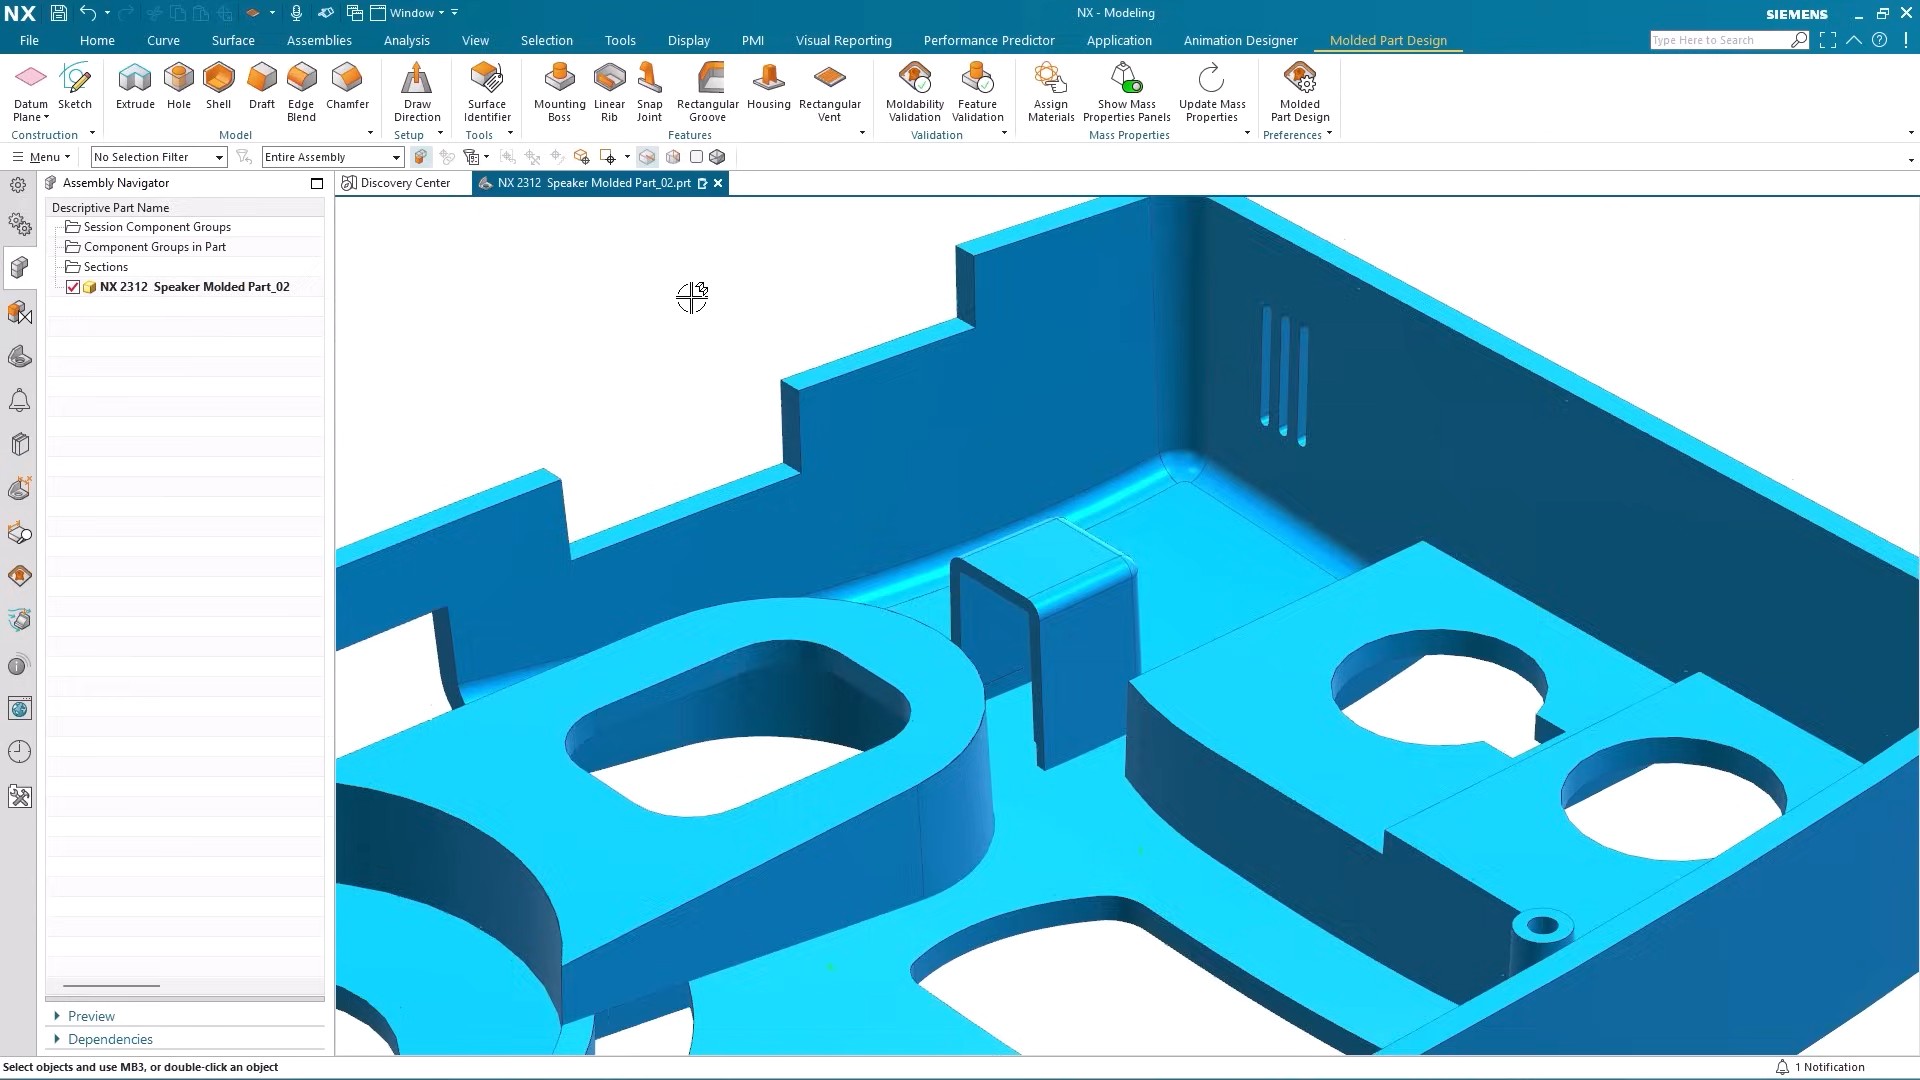 NX Window NX - Modeling SIEMENS
File Home Curve Surface Assemblies Analysis View Selection Tools Display PMI Visual Reporting Performance Predictor Application Animation Designer Molded Part Design Type Here to Search
Datum Plane Sketch Extrude Hole Shell Draft Edge Blend Chamfer Draw Direction Surface Identifier Mounting Boss Linear Rib Snap Joint Rectangular Groove Housing Rectangular Vent Moldability Validation Feature Validation Assign Materials Show Mass Properties Panels Update Mass Properties Molded Part Design
Construction Model Setup Tools Features Validation Mass Properties Preferences
Menu No Selection Filter Entire Assembly
Assembly Navigator Discovery Center NX 2312 Speaker Molded Part_02.prt
Descriptive Part Name
Session Component Groups
Component Groups in Part
Sections
NX 2312 Speaker Molded Part_02
Preview
Dependencies
Select objects and use MB3, or double-click an object 1 Notification